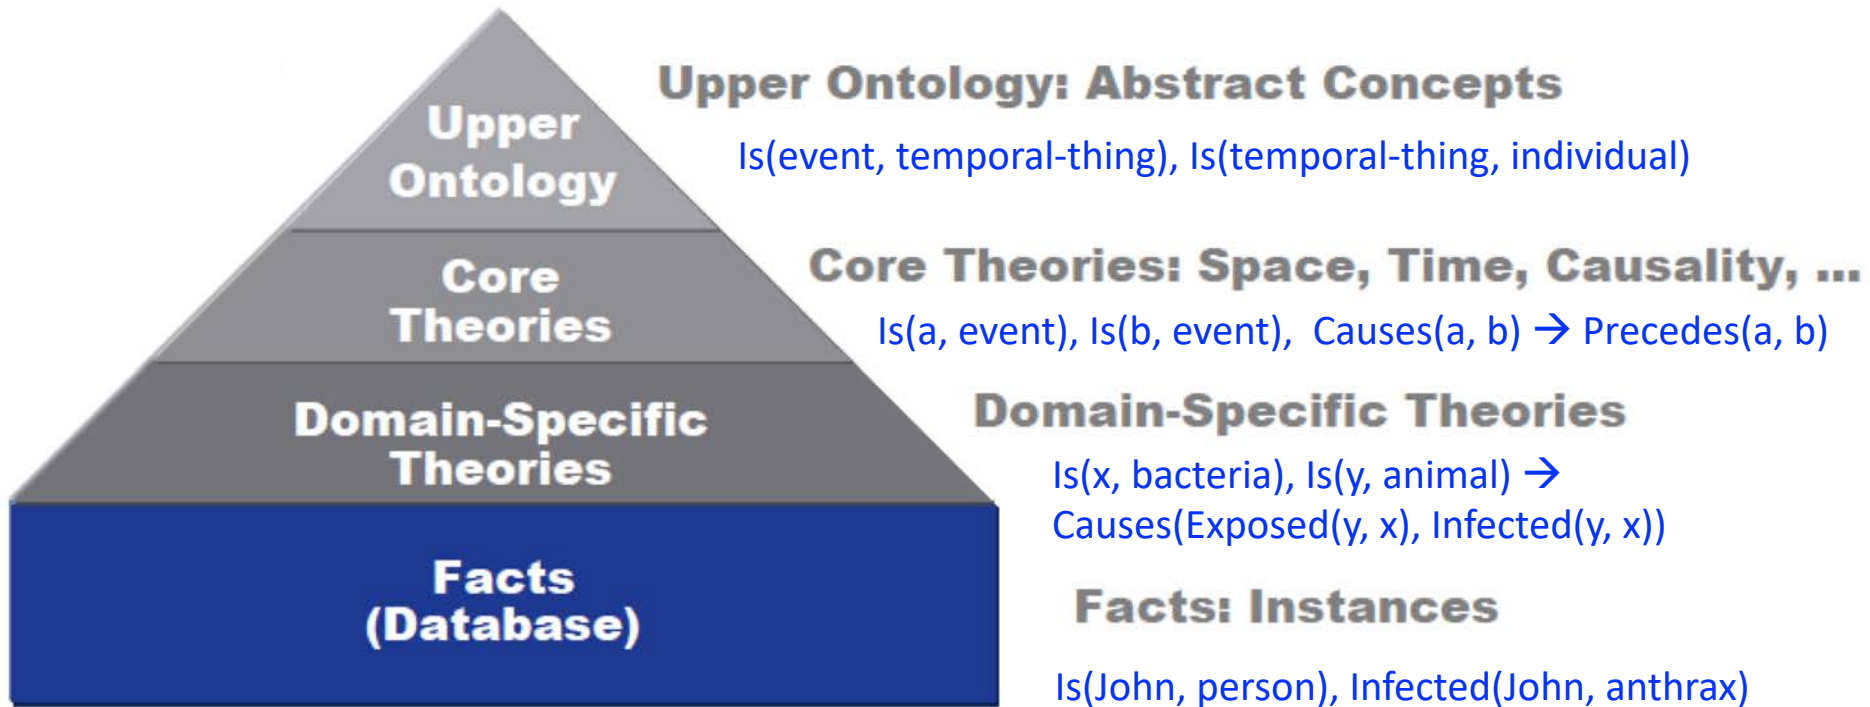 Upper
Ontology
Upper Ontology: Abstract Concepts
Is(event, temporal-thing), Is(temporal-thing, individual)
Core
Theories
Core Theories: Space, Time, Causality, ...
Is(a, event), Is(b, event),  Causes(a, b) → Precedes(a, b)
Domain-Specific
Theories
Domain-Specific Theories
Is(x, bacteria), Is(y, animal) →
Causes(Exposed(y, x), Infected(y, x))
Facts
(Database)
Facts: Instances
Is(John, person), Infected(John, anthrax)